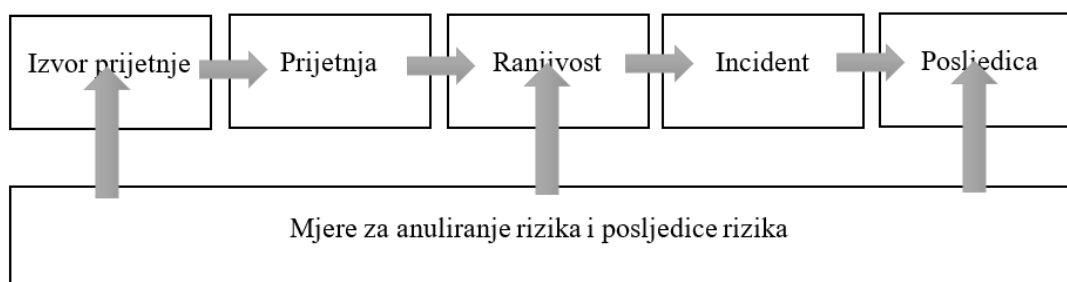 Izvor prijetnje
Prijetnja
Ranjivost
Incident
Posljedica
Mjere za anuliranje rizika i posljedice rizika